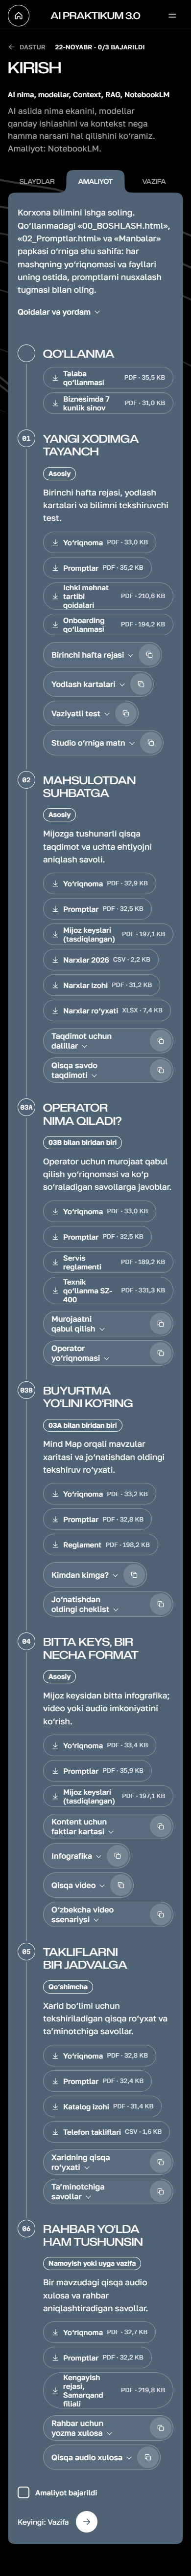 AI PRAKTIKUM 3.0
← DASTUR 22-NOYABR · 0/3 BAJARILDI
KIRISH
AI nima, modellar, Context, RAG, NotebookLM
AI aslida nima ekanini, modellar
qanday ishlashini va kontekst nega
hamma narsani hal qilishini ko‘ramiz.
Amaliyot: NotebookLM.
SLAYDLAR AMALIYOT VAZIFA
Korxona bilimini ishga soling.
Qo‘llanmadagi «00_BOSHLASH.html»,
«02_Promptlar.html» va «Manbalar»
papkasi o‘rniga shu sahifa: har
mashqning yo‘riqnomasi va fayllari
uning ostida, promptlarni nusxalash
tugmasi bilan oling.
Qoidalar va yordam
QO‘LLANMA
Talaba
qo‘llanmasi PDF · 35,5 KB
Biznesimda 7
kunlik sinov PDF · 31,0 KB
01 YANGI XODIMGA
TAYANCH
Asosiy
Birinchi hafta rejasi, yodlash
kartalari va bilimni tekshiruvchi
test.
Yo‘riqnoma PDF · 33,0 KB
Promptlar PDF · 35,2 KB
Ichki mehnat
tartibi
qoidalari PDF · 210,6 KB
Onboarding
qo‘llanmasi PDF · 194,2 KB
Birinchi hafta rejasi
Yodlash kartalari
Vaziyatli test
Studio o‘rniga matn
02 MAHSULOTDAN
SUHBATGA
Asosiy
Mijozga tushunarli qisqa
taqdimot va uchta ehtiyojni
aniqlash savoli.
Yo‘riqnoma PDF · 32,9 KB
Promptlar PDF · 32,5 KB
Mijoz keyslari
(tasdiqlangan) PDF · 197,1 KB
Narxlar 2026 CSV · 2,2 KB
Narxlar izohi PDF · 31,2 KB
Narxlar ro‘yxati XLSX · 7,4 KB
Taqdimot uchun
dalillar
Qisqa savdo
taqdimoti
03A OPERATOR
NIMA QILADI?
03B bilan biridan biri
Operator uchun murojaat qabul
qilish yo‘riqnomasi va ko‘p
so‘raladigan savollarga javoblar.
Yo‘riqnoma PDF · 33,0 KB
Promptlar PDF · 32,5 KB
Servis
reglamenti PDF · 189,2 KB
Texnik
qo‘llanma SZ-
400 PDF · 331,3 KB
Murojaatni
qabul qilish
Operator
yo‘riqnomasi
03B BUYURTMA
YO‘LINI KO‘RING
03A bilan biridan biri
Mind Map orqali mavzular
xaritasi va jo‘natishdan oldingi
tekshiruv ro‘yxati.
Yo‘riqnoma PDF · 33,2 KB
Promptlar PDF · 32,8 KB
Reglament PDF · 198,2 KB
Kimdan kimga?
Jo‘natishdan
oldingi cheklist
04 BITTA KEYS, BIR
NECHA FORMAT
Asosiy
Mijoz keysidan bitta infografika;
video yoki audio imkoniyatini
ko‘rish.
Yo‘riqnoma PDF · 33,4 KB
Promptlar PDF · 35,9 KB
Mijoz keyslari
(tasdiqlangan) PDF · 197,1 KB
Kontent uchun
faktlar kartasi
Infografika
Qisqa video
O‘zbekcha video
ssenariysi
05 TAKLIFLARNI
BIR JADVALGA
Qo‘shimcha
Xarid bo‘limi uchun
tekshiriladigan qisqa ro‘yxat va
ta’minotchiga savollar.
Yo‘riqnoma PDF · 32,8 KB
Promptlar PDF · 32,4 KB
Katalog izohi PDF · 31,4 KB
Telefon takliflari CSV · 1,6 KB
Xaridning qisqa
ro‘yxati
Ta’minotchiga
savollar
06 RAHBAR YO‘LDA
HAM TUSHUNSIN
Namoyish yoki uyga vazifa
Bir mavzudagi qisqa audio
xulosa va rahbar
aniqlashtiradigan savollar.
Yo‘riqnoma PDF · 32,7 KB
Promptlar PDF · 32,2 KB
Kengayish
rejasi,
Samarqand
filiali PDF · 219,8 KB
Rahbar uchun
yozma xulosa
Qisqa audio xulosa
Amaliyot bajarildi
Keyingi: Vazifa →